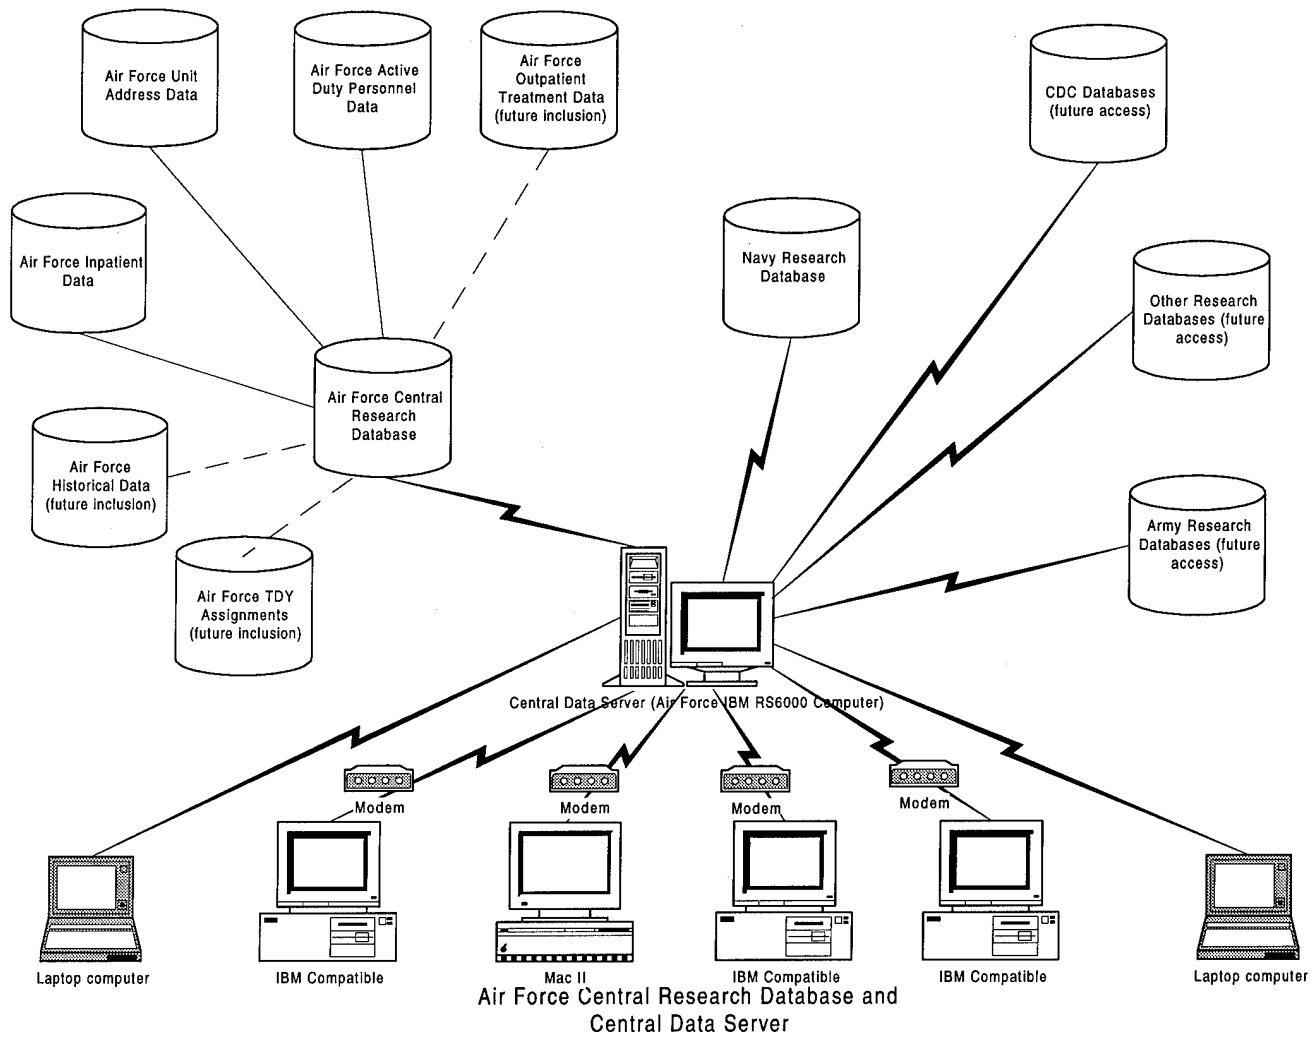 Air Force Unit
Address Data
Air Force Active
Duty Personnel
Data
Air Force
Outpatient
Treatment Data
(future inclusion)
CDC Databases
(future access)
Air Force Inpatient
Data
Navy Research
Database
Other Research
Databases (future
access)
Air Force Central
Research
Database
Air Force
Historical Data
(future inclusion)
Army Research
Databases (future
access)
Air Force TDY
Assignments
(future inclusion)
Central Data Server (Air Force IBM RS6000 Computer)
Modem
Modem
Modem
Modem
Laptop computer
IBM Compatible
Mac II
IBM Compatible
IBM Compatible
Laptop computer
Air Force Central Research Database and
Central Data Server